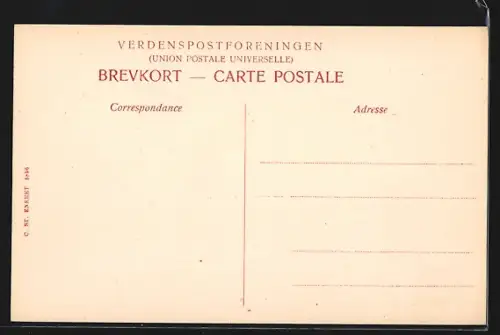 VERDENSPOSTFORENINGEN
(UNION POSTALE UNIVERSELLE)
BREVKORT — CARTE POSTALE
Correspondance
Adresse